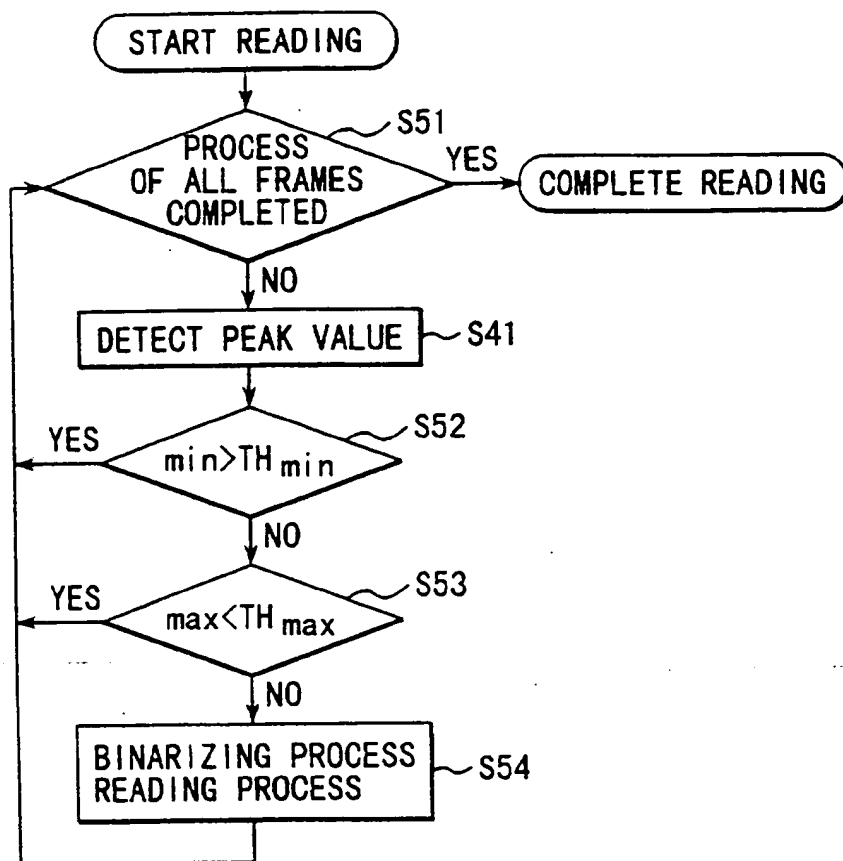 START READING
S51
PROCESS
OF ALL FRAMES
COMPLETED
YES
COMPLETE READING
NO
DETECT PEAK VALUE
S41
S52
YES
min>THmin
NO
S53
YES
max<THmax
NO
BINARIZING PROCESS
READING PROCESS
S54